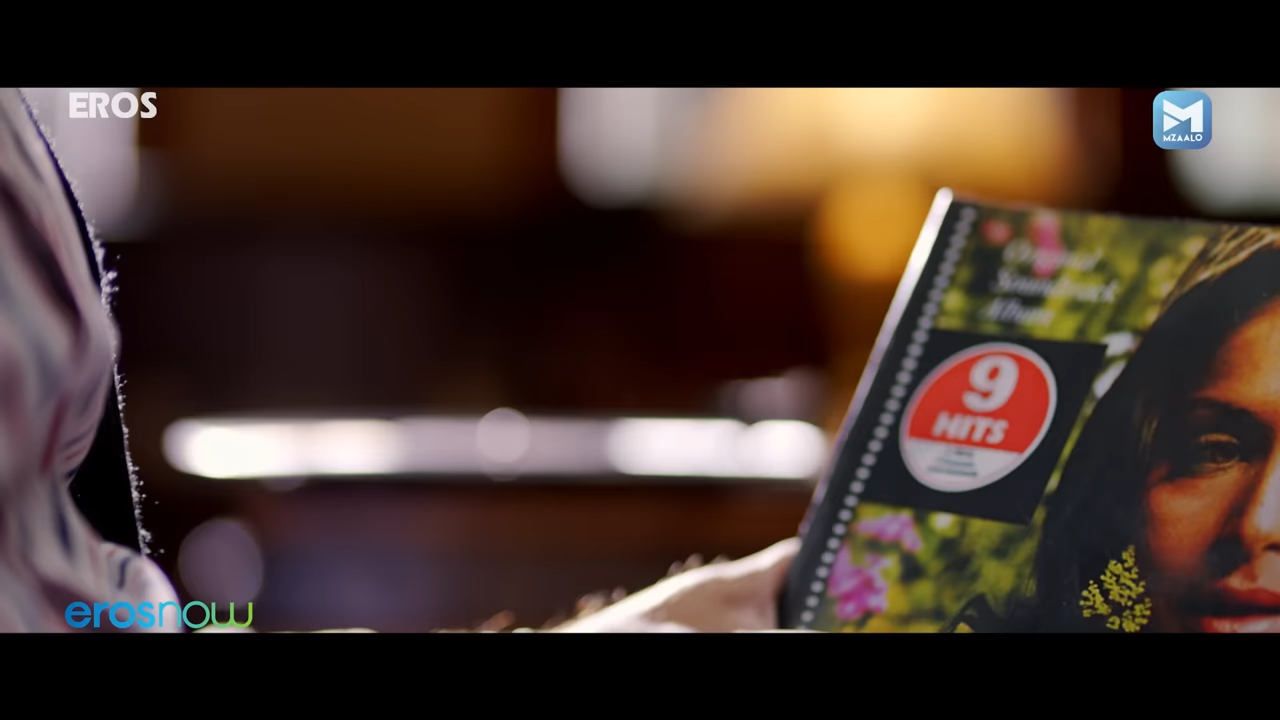 EROS
MZAALO
Original
Soundtrack
Album
9
HITS
erosnow